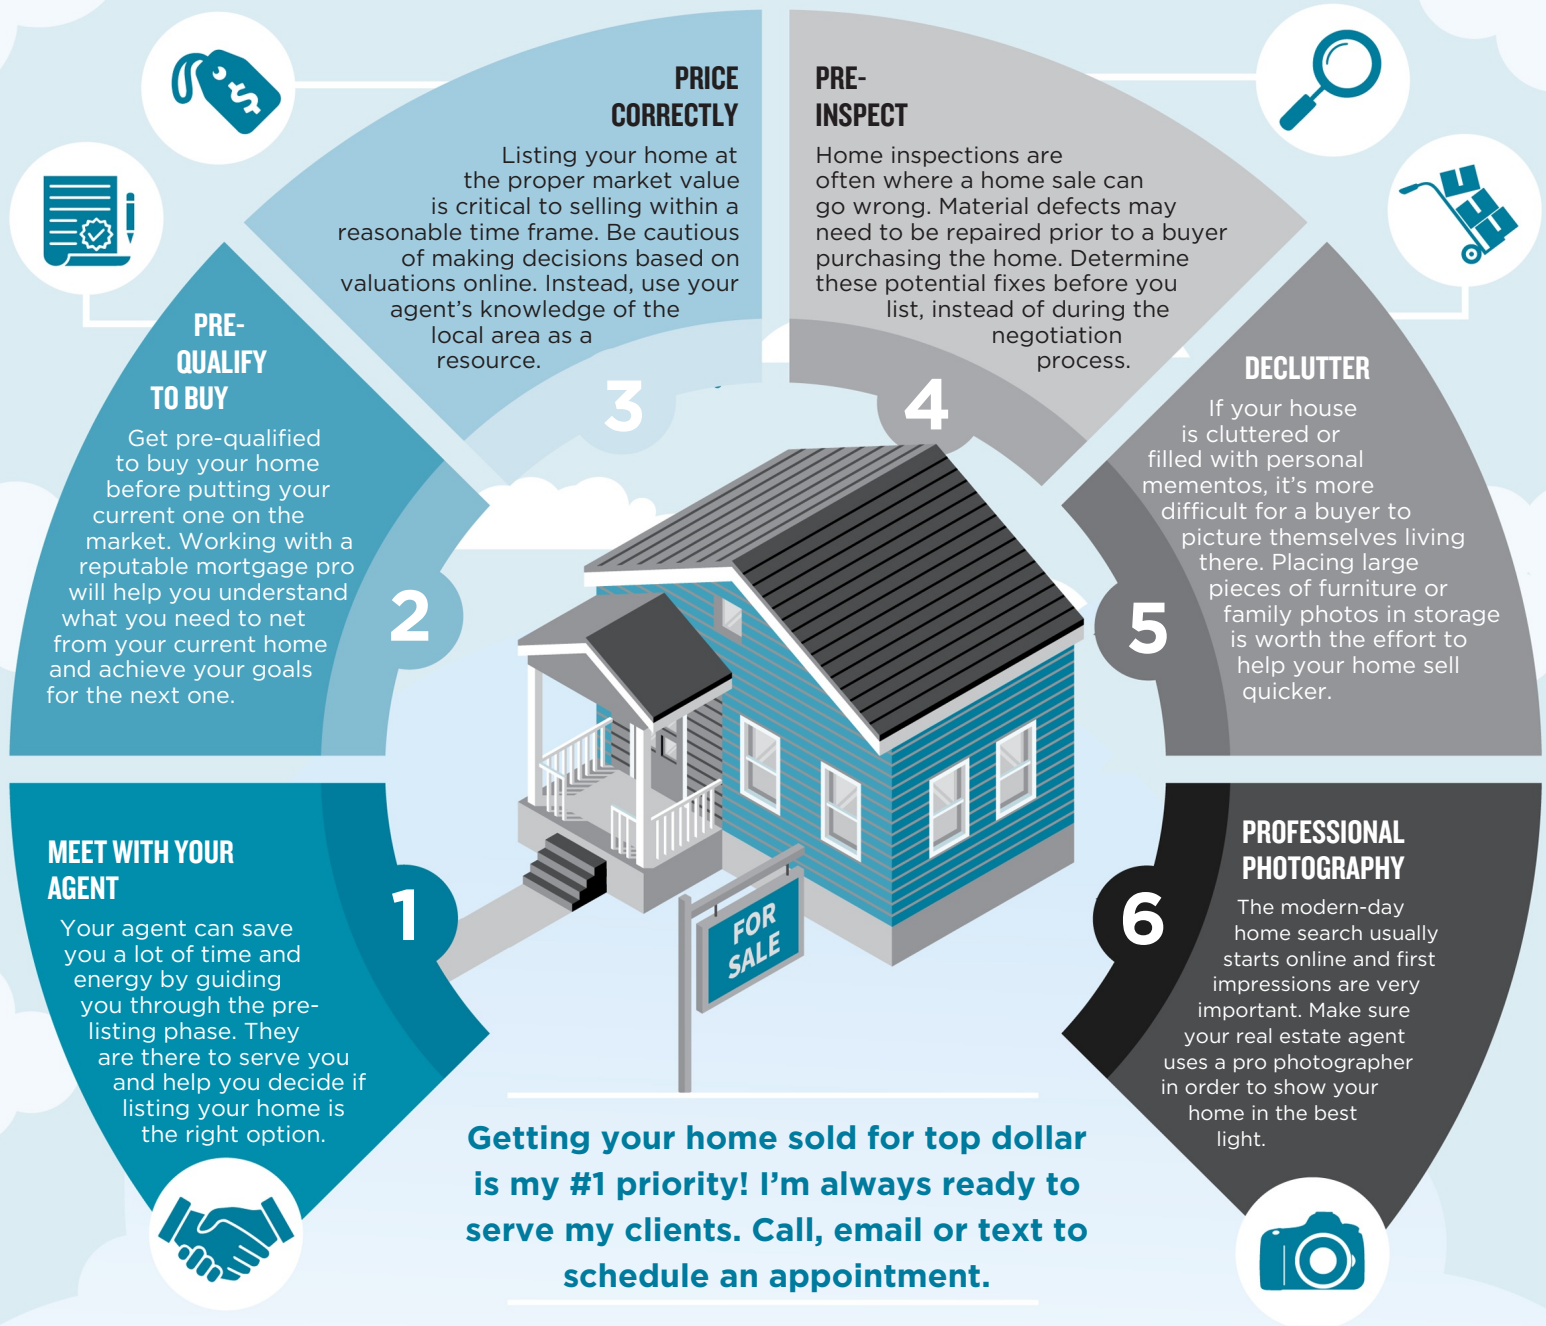 MEET WITH YOUR
AGENT
Your agent can save
you a lot of time and
energy by guiding
you through the pre-
listing phase. They
are there to serve you
and help you decide if
listing your home is
the right option.
1
PRE-
QUALIFY
TO BUY
Get pre-qualified
to buy your home
before putting your
current one on the
market. Working with a
reputable mortgage pro
will help you understand
what you need to net
from your current home
and achieve your goals
for the next one.
2
PRICE
CORRECTLY
Listing your home at
the proper market value
is critical to selling within a
reasonable time frame. Be cautious
of making decisions based on
valuations online. Instead, use your
agent’s knowledge of the
local area as a
resource.
3
PRE-
INSPECT
Home inspections are
often where a home sale can
go wrong. Material defects may
need to be repaired prior to a buyer
purchasing the home. Determine
these potential fixes before you
list, instead of during the
negotiation
process.
4
DECLUTTER
If your house
is cluttered or
filled with personal
mementos, it’s more
difficult for a buyer to
picture themselves living
there. Placing large
pieces of furniture or
family photos in storage
is worth the effort to
help your home sell
quicker.
5
PROFESSIONAL
PHOTOGRAPHY
The modern-day
home search usually
starts online and first
impressions are very
important. Make sure
your real estate agent
uses a pro photographer
in order to show your
home in the best
light.
6
FOR
SALE
Getting your home sold for top dollar
is my #1 priority! I’m always ready to
serve my clients. Call, email or text to
schedule an appointment.
$